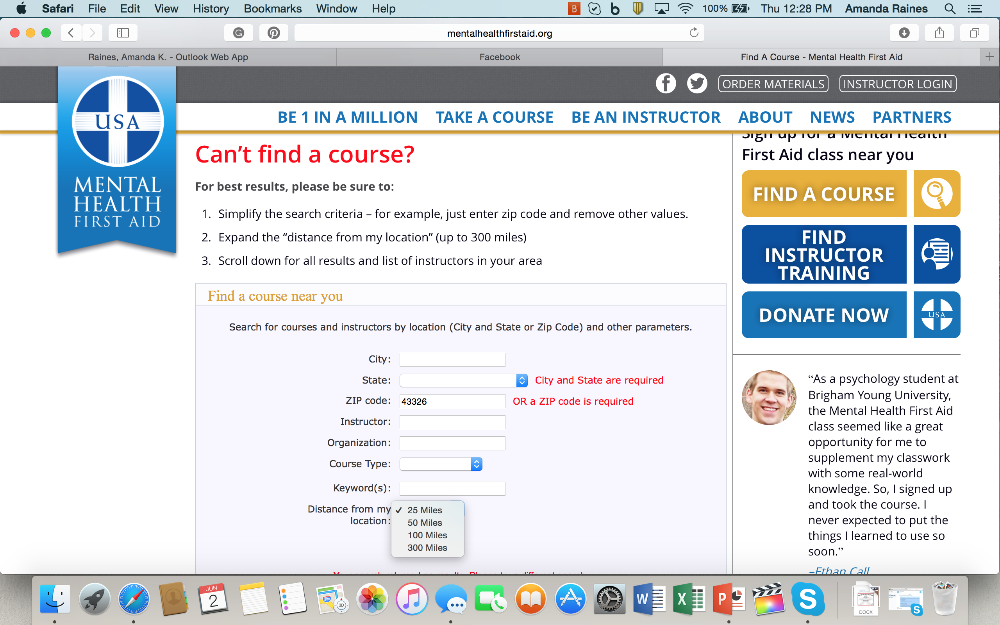 Safari File Edit View History Bookmarks Window Help
100% Thu 12:28 PM Amanda Raines
mentalhealthfirstaid.org
Raines, Amanda K. - Outlook Web App
Facebook
Find A Course - Mental Health First Aid
ORDER MATERIALS
INSTRUCTOR LOGIN
BE 1 IN A MILLION TAKE A COURSE BE AN INSTRUCTOR ABOUT NEWS PARTNERS
USA
MENTAL
HEALTH
FIRST AID
Can’t find a course?
For best results, please be sure to:
1. Simplify the search criteria – for example, just enter zip code and remove other values.
2. Expand the “distance from my location” (up to 300 miles)
3. Scroll down for all results and list of instructors in your area
Find a course near you
Search for courses and instructors by location (City and State or Zip Code) and other parameters.
City:
State: City and State are required
ZIP code: 43326 OR a ZIP code is required
Instructor:
Organization:
Course Type:
Keyword(s):
Distance from my
location:
✓ 25 Miles
50 Miles
100 Miles
300 Miles
Your search returned no results. Please try a different search
Sign up for a Mental Health
First Aid class near you
FIND A COURSE
FIND
INSTRUCTOR
TRAINING
DONATE NOW
USA
“As a psychology student at
Brigham Young University,
the Mental Health First Aid
class seemed like a great
opportunity for me to
supplement my classwork
with some real-world
knowledge. So, I signed up
and took the course. I
never expected to put the
things I learned to use so
soon.”
–Ethan Call
JUN
2
280
3D
W
X
P
S
DOCX
S